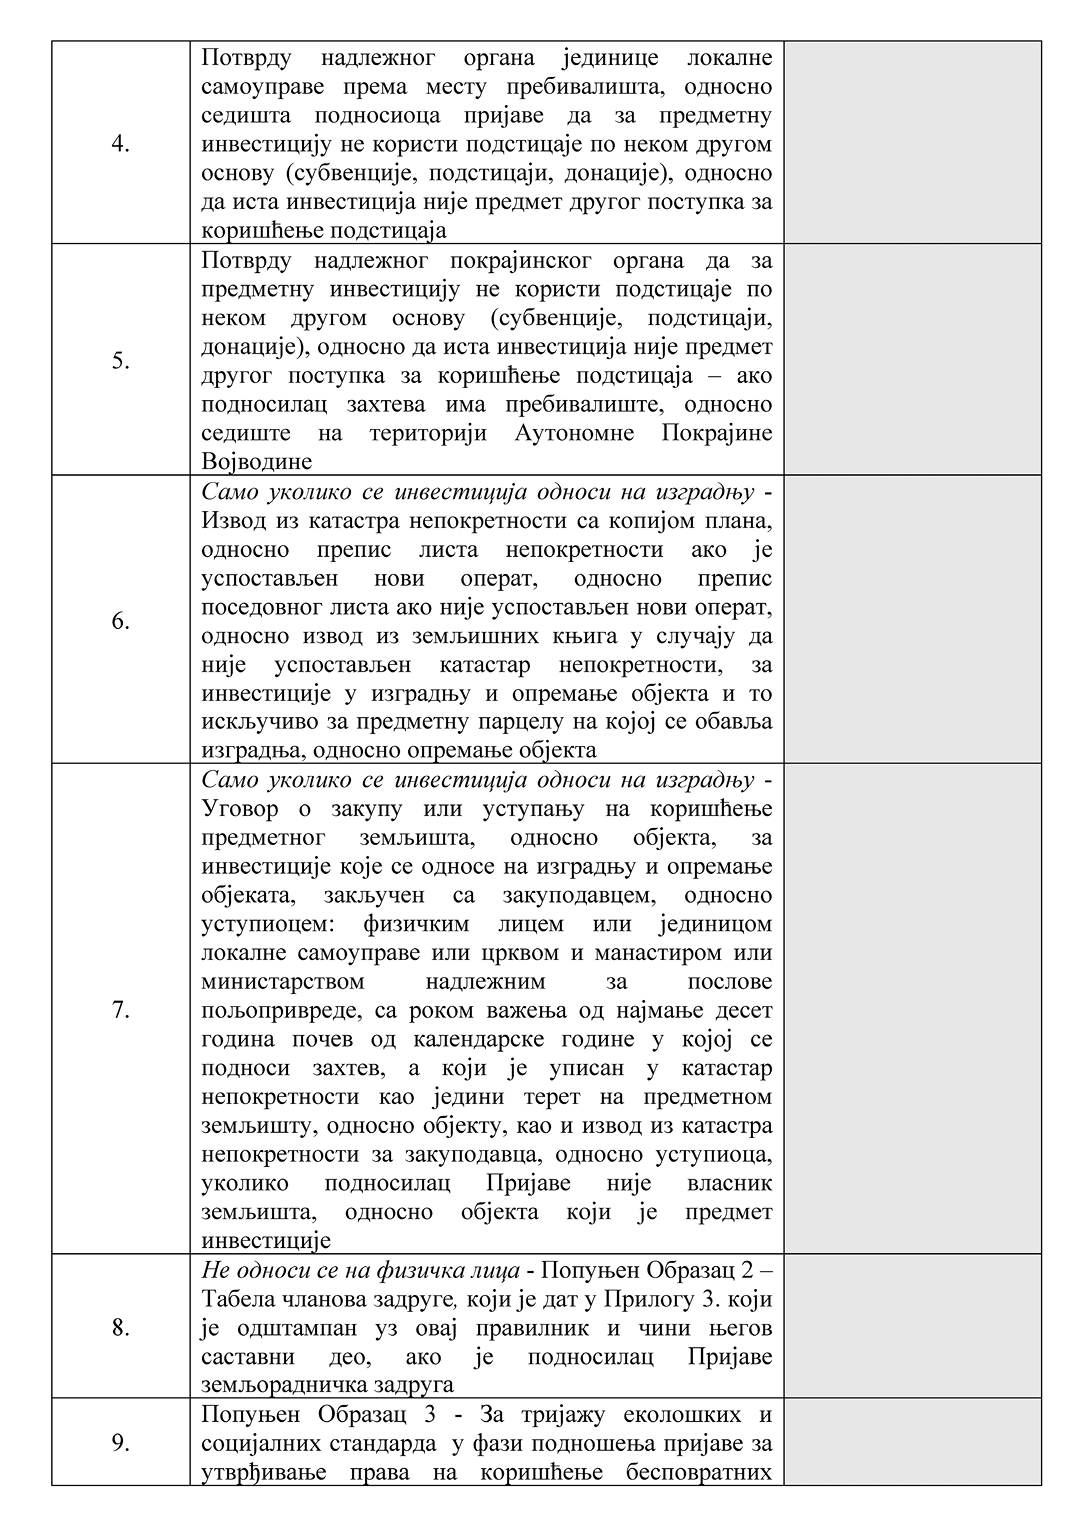 4.
Потврду надлежног органа јединице локалне
самоуправе према месту пребивалишта, односно
седишта подносиоца пријаве да за предметну
инвестицију не користи подстицаје по неком другом
основу (субвенције, подстицаји, донације), односно
да иста инвестиција није предмет другог поступка за
коришћење подстицаја
5.
Потврду надлежног покрајинског органа да за
предметну инвестицију не користи подстицаје по
неком другом основу (субвенције, подстицаји,
донације), односно да иста инвестиција није предмет
другог поступка за коришћење подстицаја – ако
подносилац захтева има пребивалиште, односно
седиште на територији Аутономне Покрајине
Војводине
6.
Само уколико се инвестиција односи на изградњу -
Извод из катастра непокретности са копијом плана,
односно препис листа непокретности ако је
успостављен нови операт, односно препис
поседовног листа ако није успостављен нови операт,
односно извод из земљишних књига у случају да
није успостављен катастар непокретности, за
инвестиције у изградњу и опремање објекта и то
искључиво за предметну парцелу на којој се обавља
изградња, односно опремање објекта
7.
Само уколико се инвестиција односи на изградњу -
Уговор о закупу или уступању на коришћење
предметног земљишта, односно објекта, за
инвестиције које се односе на изградњу и опремање
објеката, закључен са закуподавцем, односно
уступиоцем: физичким лицем или јединицом
локалне самоуправе или црквом и манастиром или
министарством надлежним за послове
пољопривреде, са роком важења од најмање десет
година почев од календарске године у којој се
подноси захтев, а који је уписан у катастар
непокретности као једини терет на предметном
земљишту, односно објекту, као и извод из катастра
непокретности за закуподавца, односно уступиоца,
уколико подносилац Пријаве није власник
земљишта, односно објекта који је предмет
инвестиције
8.
Не односи се на физичка лица - Попуњен Образац 2 –
Табела чланова задруге, који је дат у Прилогу 3. који
је одштампан уз овај правилник и чини његов
саставни део, ако је подносилац Пријаве
земљорадничка задруга
9.
Попуњен Образац 3 - За тријажу еколошких и
социјалних стандарда у фази подношења пријаве за
утврђивање права на коришћење бесповратних